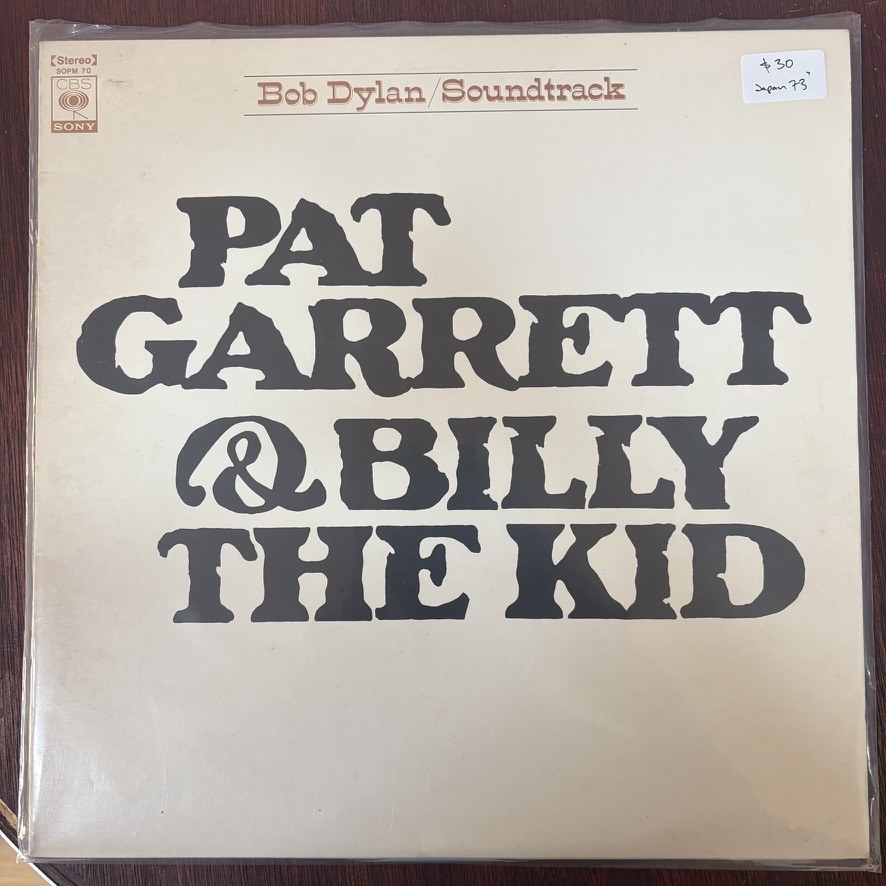 【Stereo】
SOPM 70
CBS
SONY
Bob Dylan/Soundtrack
$30
Japan 73'
PAT
GARRETT
& BILLY
THE KID